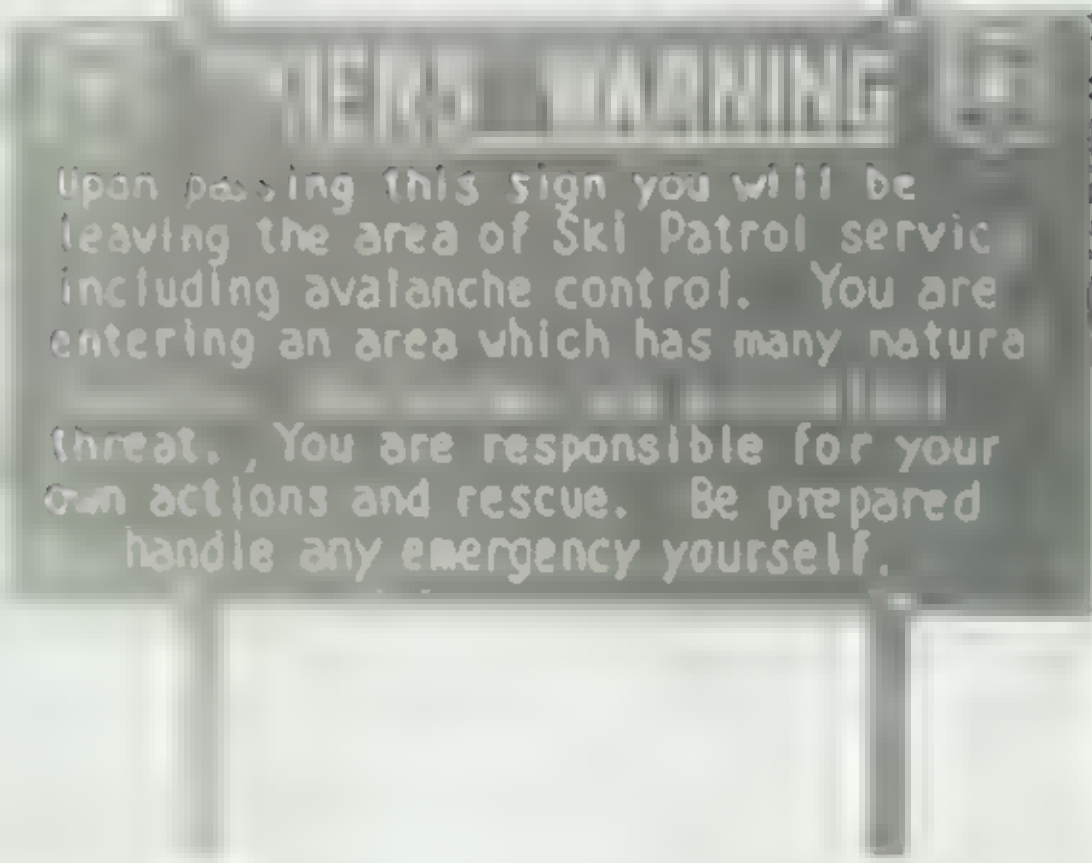 WARNING
Upon passing this sign you will be
leaving the area of Ski Patrol servic
including avalanche control. You are
entering an area which has many natura
threat. , You are responsible for your
own actions and rescue. Be prepared
handle any emergency yourself.